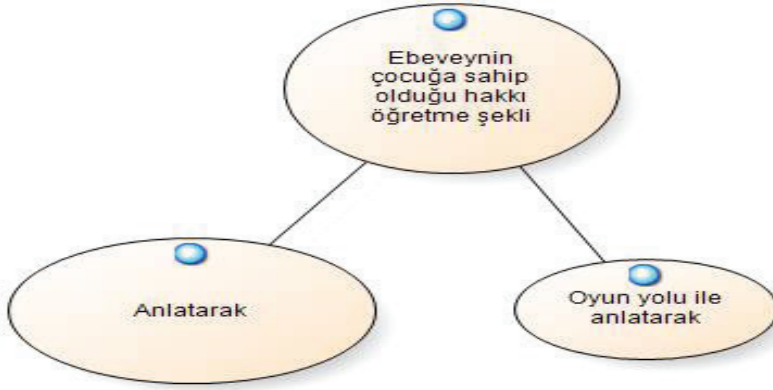 Ebeveynin
çocuğa sahip
olduğu hakkı
öğretme şekli
Anlatarak
Oyun yolu ile
anlatarak